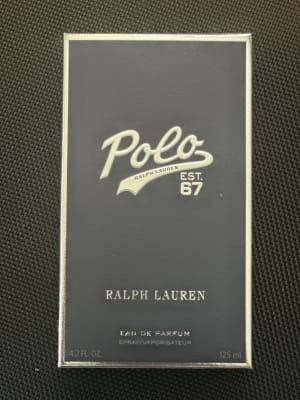 Polo
RALPH LAUREN
EST.
67
RALPH LAUREN
EAU DE PARFUM
SPRAY/VAPORISATEUR
4.2 FL. OZ. 125 ml